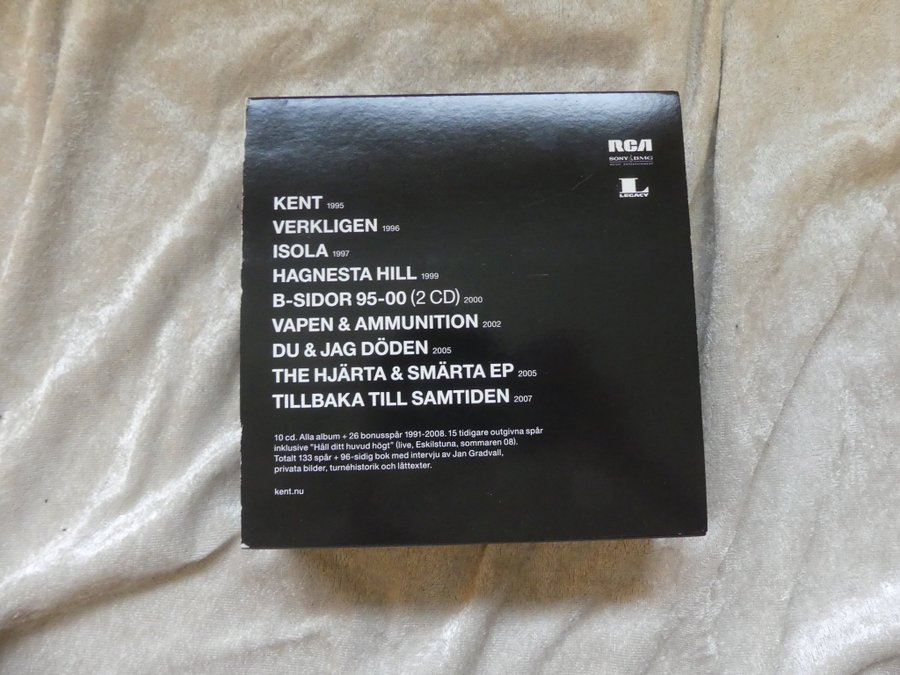 RCA
SONY BMG
MUSIC ENTERTAINMENT
L
LEGACY
KENT 1995
VERKLIGEN 1996
ISOLA 1997
HAGNESTA HILL 1999
B-SIDOR 95-00 (2 CD) 2000
VAPEN & AMMUNITION 2002
DU & JAG DÖDEN 2005
THE HJÄRTA & SMÄRTA EP 2005
TILLBAKA TILL SAMTIDEN 2007
10 cd. Alla album + 26 bonusspår 1991-2008. 15 tidigare outgivna spår
inklusive "Håll ditt huvud högt" (live, Eskilstuna, sommaren 08).
Totalt 133 spår + 96-sidig bok med intervju av Jan Gradvall,
privata bilder, turnéhistorik och låttexter.
kent.nu